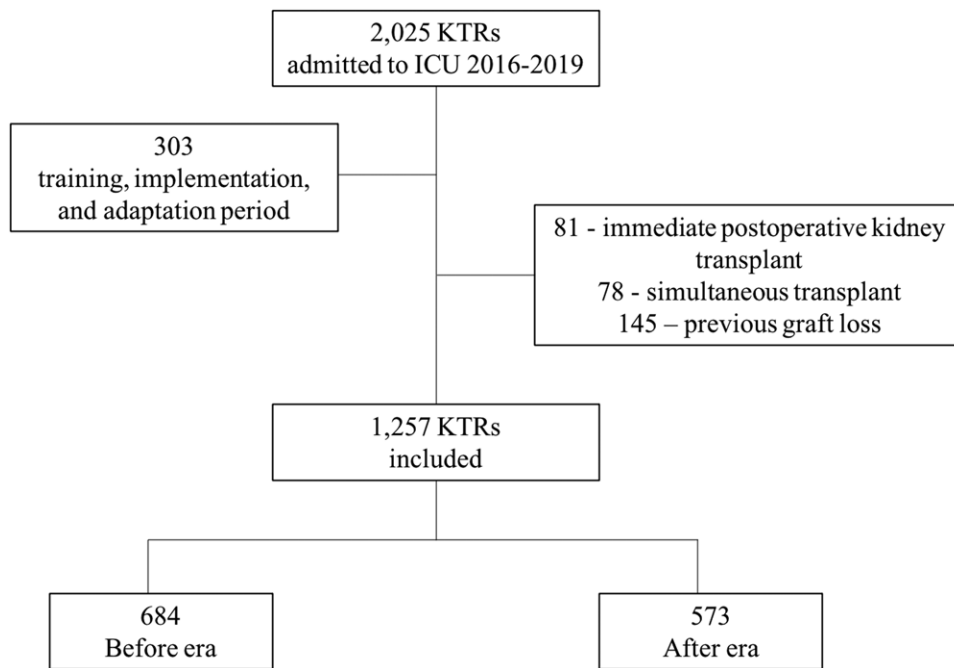 2,025 KTRs
admitted to ICU 2016-2019
303
training, implementation,
and adaptation period
81 - immediate postoperative kidney
transplant
78 - simultaneous transplant
145 – previous graft loss
1,257 KTRs
included
684
Before era
573
After era